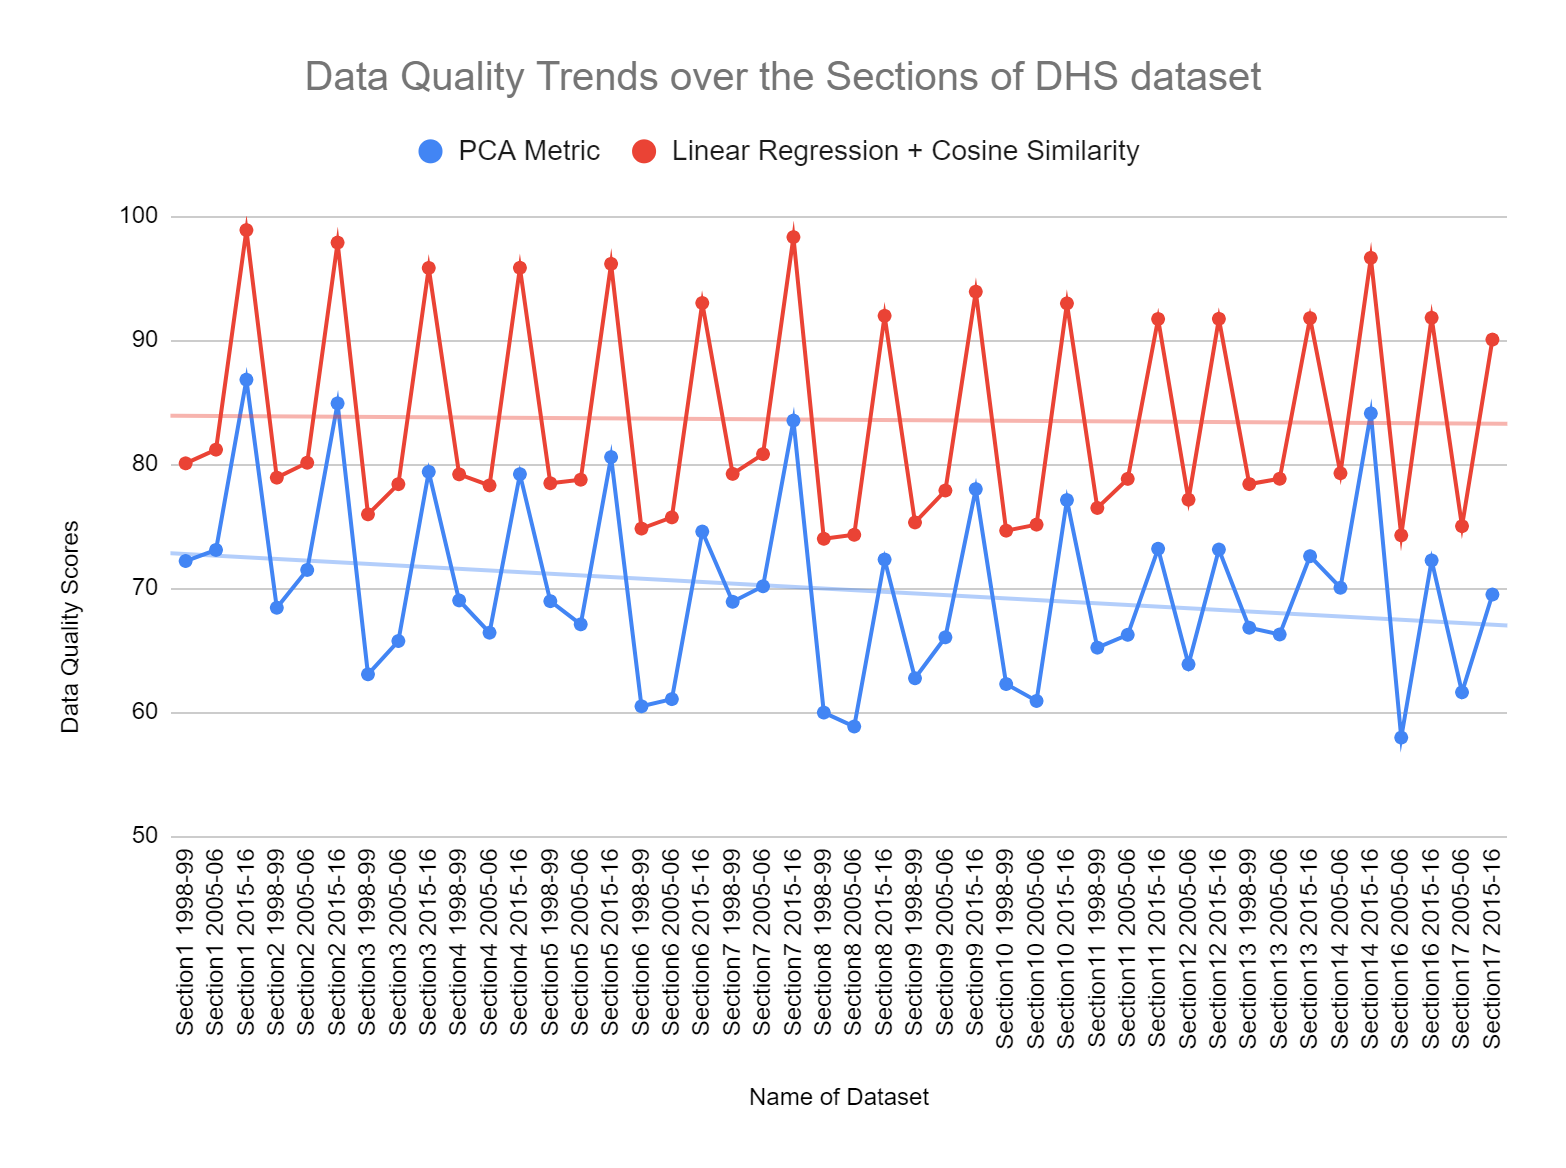 Data Quality Trends over the Sections of DHS dataset
PCA Metric
Linear Regression + Cosine Similarity
100
90
80
70
60
50
Data Quality Scores
Section1 1998-99
Section1 2005-06
Section1 2015-16
Section2 1998-99
Section2 2005-06
Section2 2015-16
Section3 1998-99
Section3 2005-06
Section3 2015-16
Section4 1998-99
Section4 2005-06
Section4 2015-16
Section5 1998-99
Section5 2005-06
Section5 2015-16
Section6 1998-99
Section6 2005-06
Section6 2015-16
Section7 1998-99
Section7 2005-06
Section7 2015-16
Section8 1998-99
Section8 2005-06
Section8 2015-16
Section9 1998-99
Section9 2005-06
Section9 2015-16
Section10 1998-99
Section10 2005-06
Section10 2015-16
Section11 1998-99
Section11 2005-06
Section11 2015-16
Section12 2005-06
Section12 2015-16
Section13 1998-99
Section13 2005-06
Section13 2015-16
Section14 2005-06
Section14 2015-16
Section16 2005-06
Section16 2015-16
Section17 2005-06
Section17 2015-16
Name of Dataset